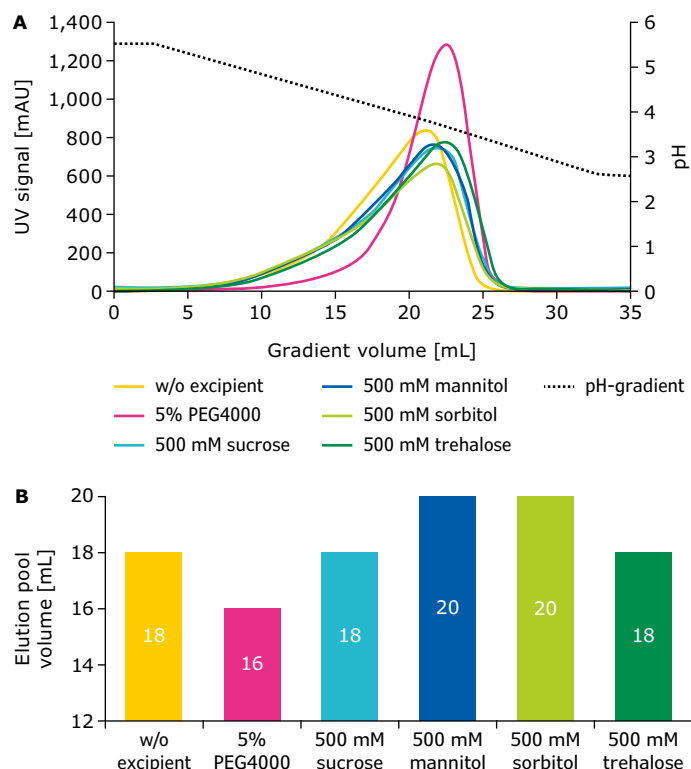 A
1,400
1,200
1,000
800
600
400
200
0
UV signal [mAU]
6
5
4
3
2
1
0
pH
0 5 10 15 20 25 30 35
Gradient volume [mL]
w/o excipient 500 mM mannitol pH-gradient
5% PEG4000 500 mM sorbitol
500 mM sucrose 500 mM trehalose
B
20
18
16
14
12
Elution pool
volume [mL]
18 16 18 20 20 18
w/o 5% 500 mM 500 mM 500 mM 500 mM
excipient PEG4000 sucrose mannitol sorbitol trehalose